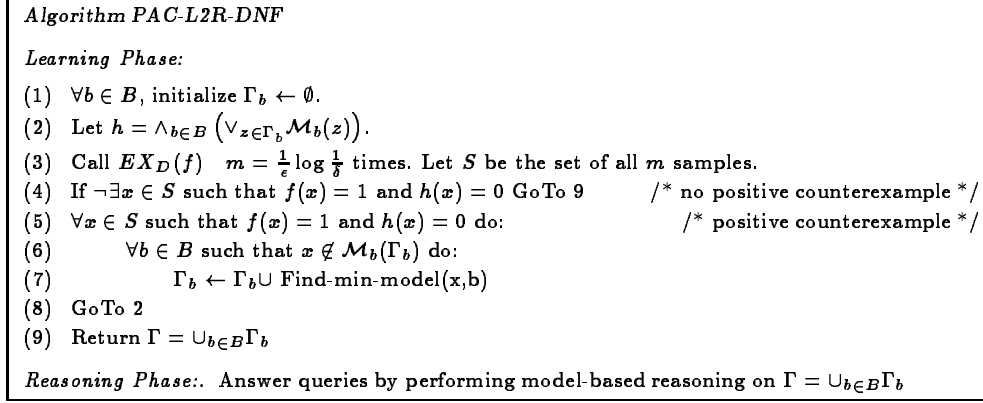 Algorithm PAC-L2R-DNF
Learning Phase:
(1) ∀b ∈ B, initialize Γ_b ← ∅.
(2) Let h = ∧_{b∈B} (∨_{z∈Γ_b} M_b(z)).
(3) Call EX_D(f) m = 1/ε log 1/δ times. Let S be the set of all m samples.
(4) If ¬∃x ∈ S such that f(x) = 1 and h(x) = 0 GoTo 9 /* no positive counterexample */
(5) ∀x ∈ S such that f(x) = 1 and h(x) = 0 do: /* positive counterexample */
(6) ∀b ∈ B such that x ∉ M_b(Γ_b) do:
(7) Γ_b ← Γ_b∪ Find-min-model(x,b)
(8) GoTo 2
(9) Return Γ = ∪_{b∈B}Γ_b
Reasoning Phase:. Answer queries by performing model-based reasoning on Γ = ∪_{b∈B}Γ_b